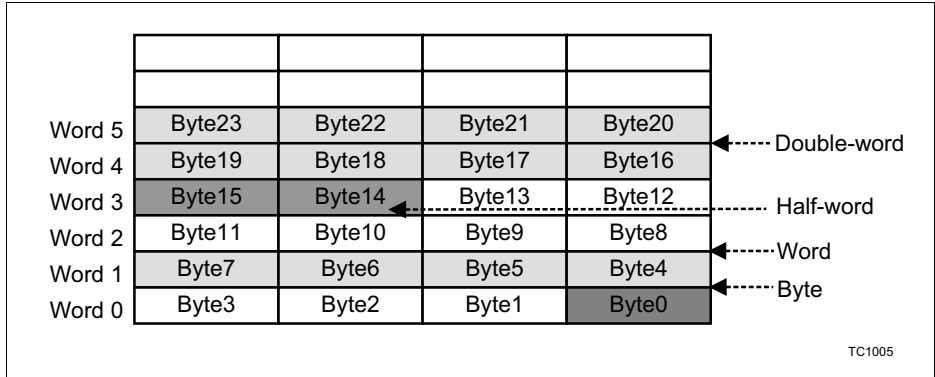 Word 5 Byte23 Byte22 Byte21 Byte20
Double-word
Word 4 Byte19 Byte18 Byte17 Byte16
Word 3 Byte15 Byte14 Byte13 Byte12
Half-word
Word 2 Byte11 Byte10 Byte9 Byte8
Word
Word 1 Byte7 Byte6 Byte5 Byte4
Byte
Word 0 Byte3 Byte2 Byte1 Byte0
TC1005